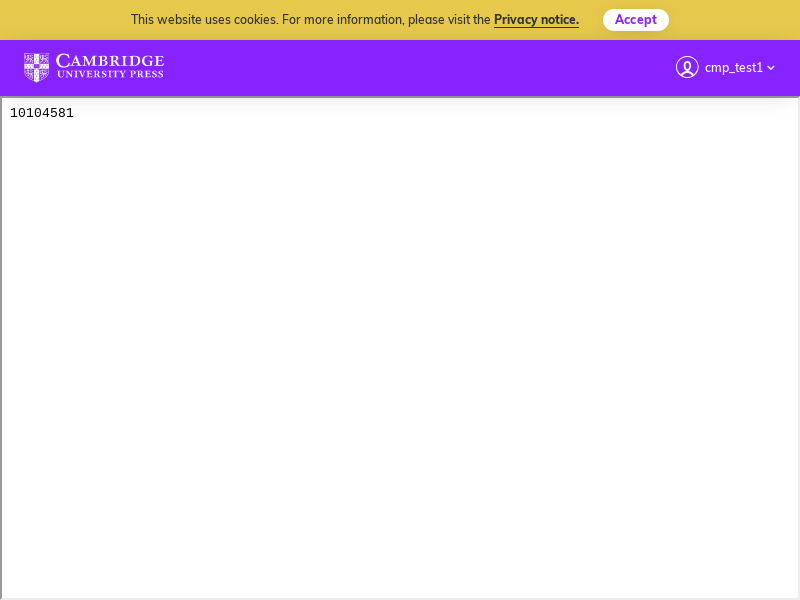 This website uses cookies. For more information, please visit the Privacy notice.
Accept
CAMBRIDGE
UNIVERSITY PRESS
cmp_test1
10104581